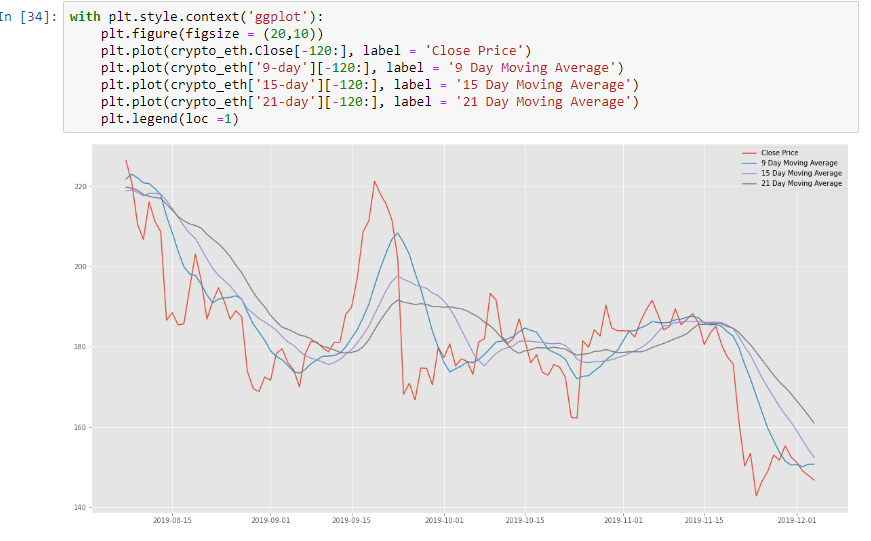 In [34]: with plt.style.context('ggplot'):
plt.figure(figsize = (20,10))
plt.plot(crypto_eth.Close[-120:], label = 'Close Price')
plt.plot(crypto_eth['9-day'][-120:], label = '9 Day Moving Average')
plt.plot(crypto_eth['15-day'][-120:], label = '15 Day Moving Average')
plt.plot(crypto_eth['21-day'][-120:], label = '21 Day Moving Average')
plt.legend(loc =1)
Close Price
9 Day Moving Average
15 Day Moving Average
21 Day Moving Average
220
200
180
160
140
2019-08-15 2019-09-01 2019-09-15 2019-10-01 2019-10-15 2019-11-01 2019-11-15 2019-12-01